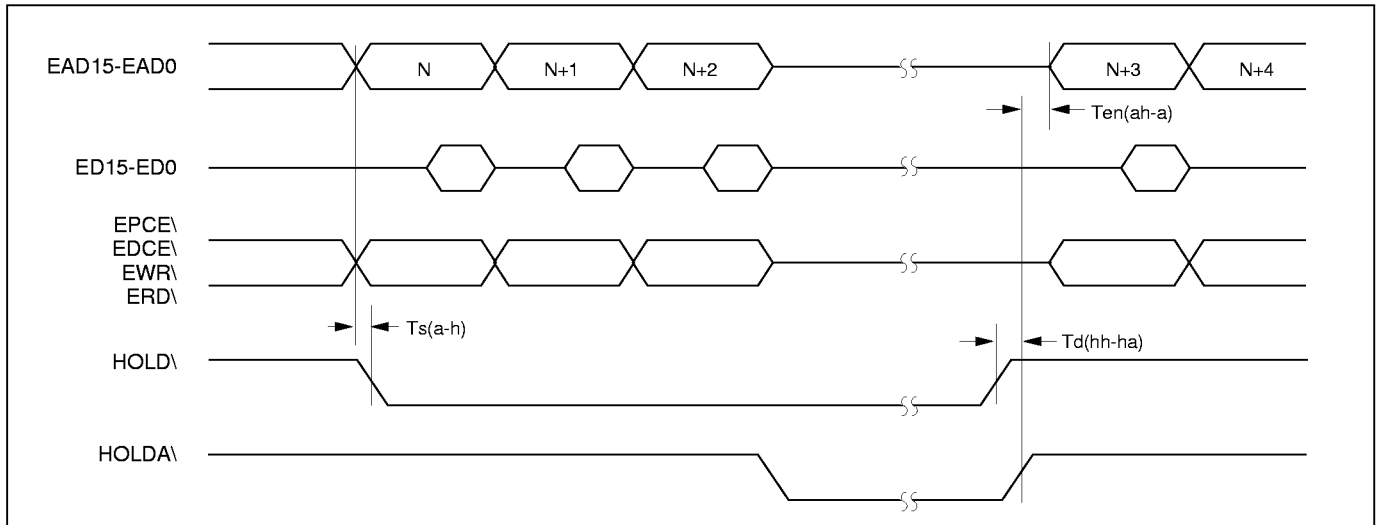 EAD15-EAD0
N
N+1
N+2
N+3
N+4
Ten(ah-a)
ED15-ED0
EPCE\
EDCE\
EWR\
ERD\
Ts(a-h)
Td(hh-ha)
HOLD\
HOLDA\